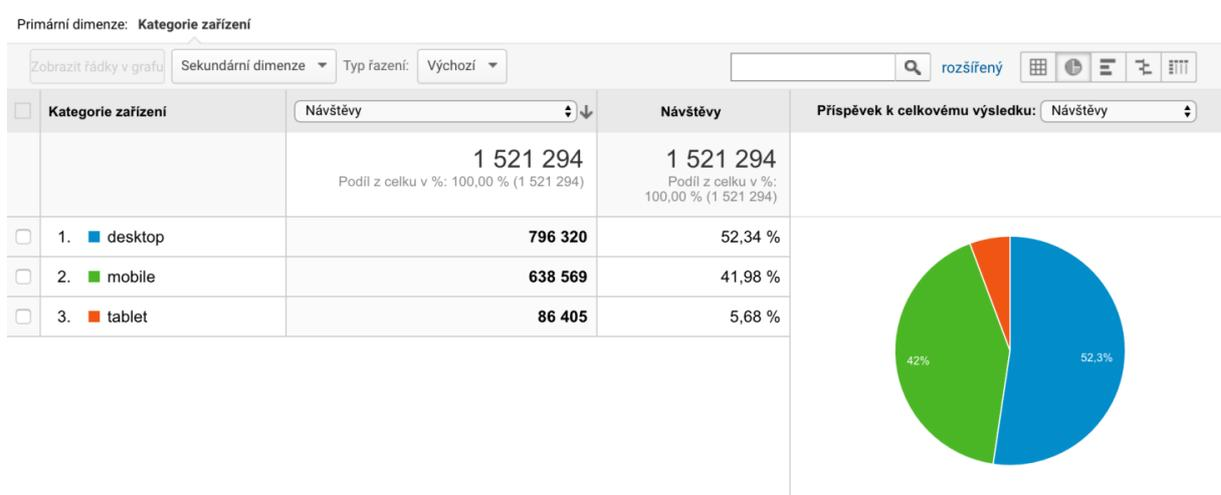 Primární dimenze: Kategorie zařízení
Zobrazit řádky v grafu Sekundární dimenze Typ řazení: Výchozí rozšířený
Kategorie zařízení Návštěvy Návštěvy Příspěvek k celkovému výsledku: Návštěvy
1 521 294 1 521 294
Podíl z celku v %: 100,00 % (1 521 294) Podíl z celku v %:
100,00 % (1 521 294)
1. desktop 796 320 52,34 %
2. mobile 638 569 41,98 %
3. tablet 86 405 5,68 %
42% 52,3%